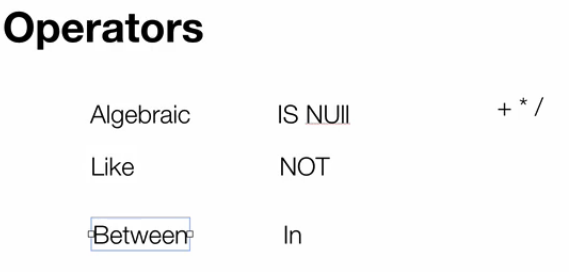 Operators
Algebraic IS NUll + * /
Like NOT
Between In